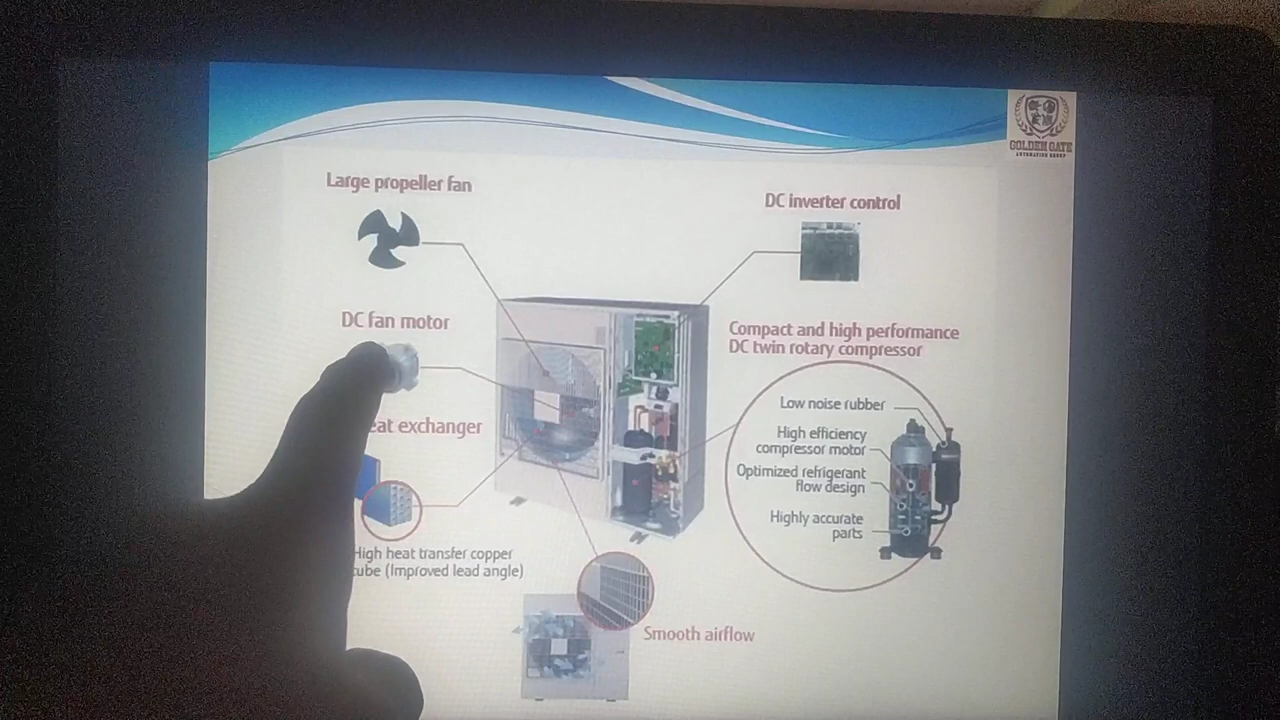 GOLDEN GATE
AUTOMATION GROUP
Large propeller fan
DC inverter control
DC fan motor
Compact and high performance
DC twin rotary compressor
eat exchanger
Low noise rubber
High efficiency
compressor motor
Optimized refrigerant
flow design
Highly accurate
parts
High heat transfer copper
tube (Improved lead angle)
Smooth airflow